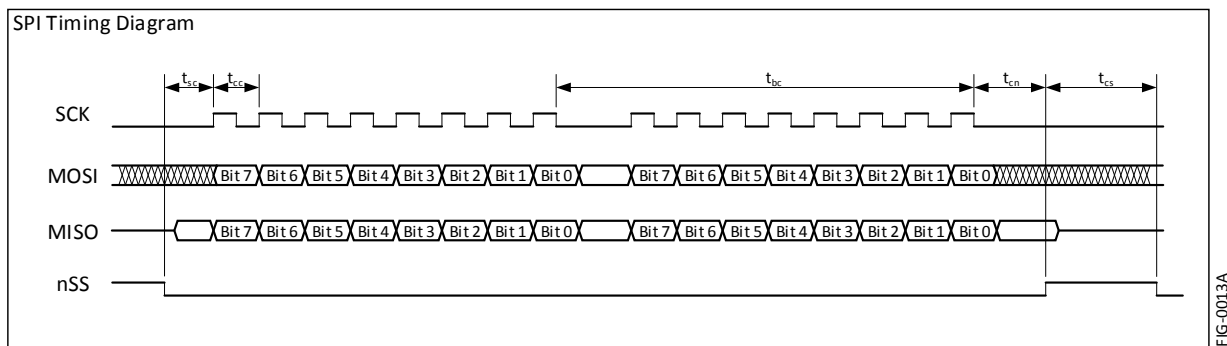 SPI Timing Diagram
tsc tcc tbc tcn tcs
SCK
MOSI Bit 7 Bit 6 Bit 5 Bit 4 Bit 3 Bit 2 Bit 1 Bit 0 Bit 7 Bit 6 Bit 5 Bit 4 Bit 3 Bit 2 Bit 1 Bit 0
MISO Bit 7 Bit 6 Bit 5 Bit 4 Bit 3 Bit 2 Bit 1 Bit 0 Bit 7 Bit 6 Bit 5 Bit 4 Bit 3 Bit 2 Bit 1 Bit 0
nSS
FIG-0013A